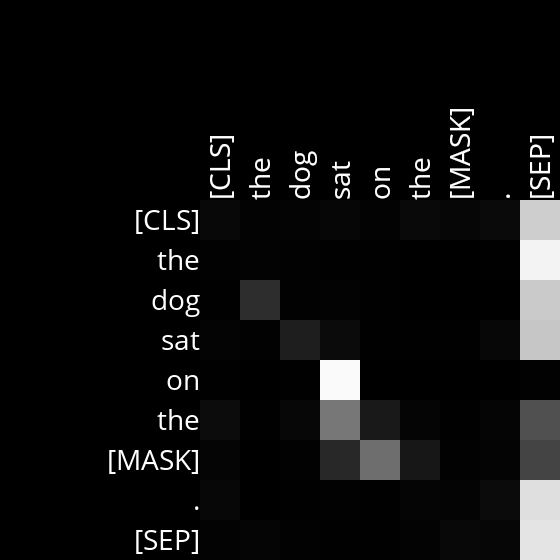 [CLS] the dog sat on the [MASK] . [SEP]
[CLS]
the
dog
sat
on
the
[MASK]
.
[SEP]